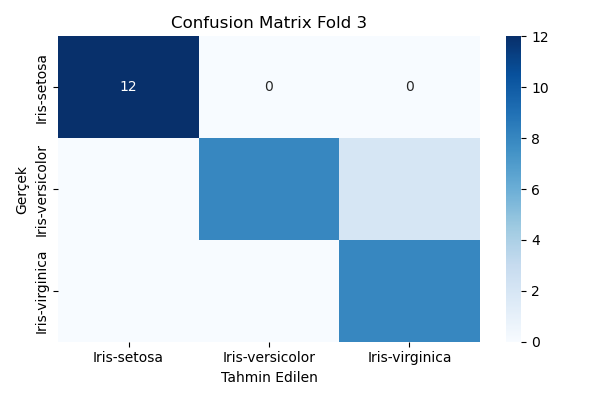 Confusion Matrix Fold 3
Gerçek
Iris-setosa
Iris-versicolor
Iris-virginica
12 0 0
Iris-setosa Iris-versicolor Iris-virginica
Tahmin Edilen
12
10
8
6
4
2
0